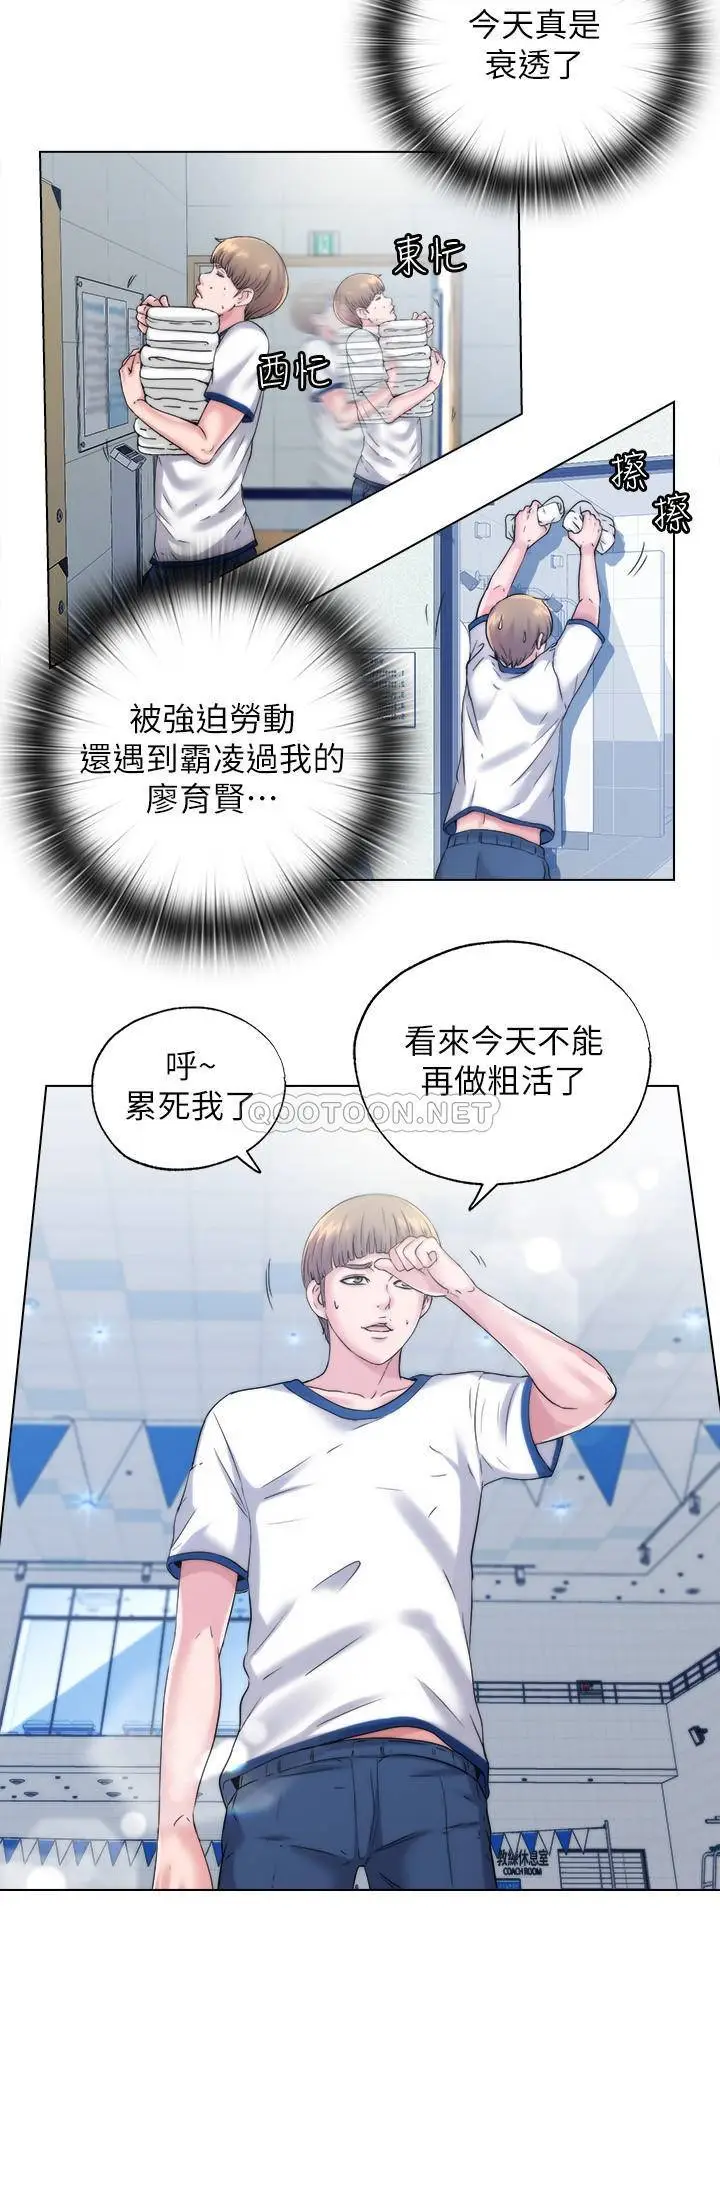 今天真是
衰透了
東忙
西忙
擦
擦
被強迫勞動
還遇到霸凌過我的
廖育賢…
呼~
累死我了
看來今天不能
再做粗活了
QOOTOON.NET
教練休息室
COACH ROOM